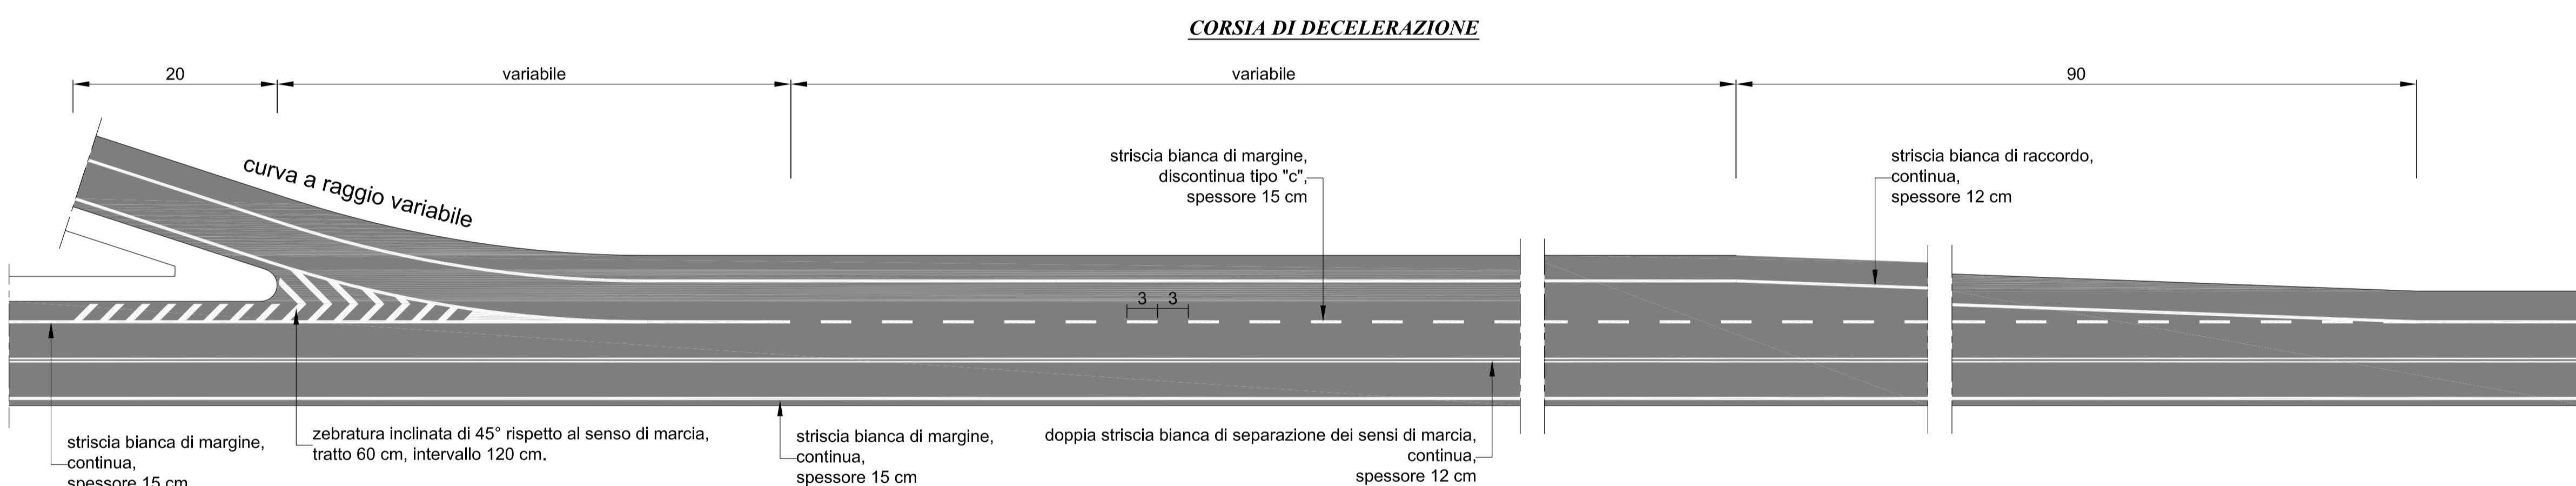 CORSIA DI DECELERAZIONE
20
variabile
variabile
90
curva a raggio variabile
striscia bianca di margine,
discontinua tipo "c",
spessore 15 cm
striscia bianca di raccordo,
continua,
spessore 12 cm
3
3
striscia bianca di margine,
continua,
spessore 15 cm
zebratura inclinata di 45° rispetto al senso di marcia,
tratto 60 cm, intervallo 120 cm.
striscia bianca di margine,
continua,
spessore 15 cm
doppia striscia bianca di separazione dei sensi di marcia,
continua,
spessore 12 cm